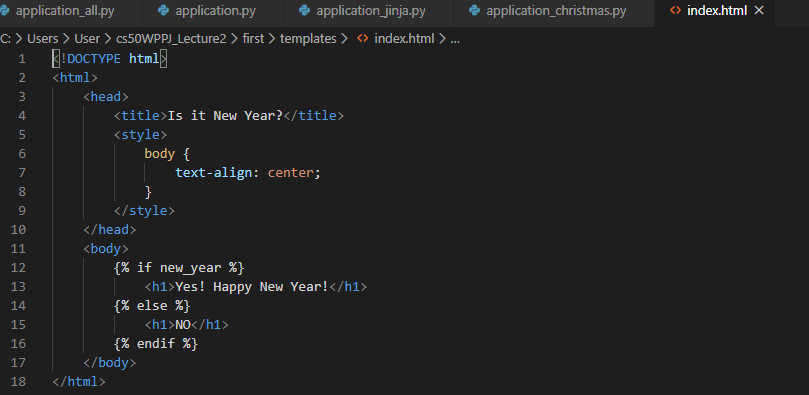 application_all.py application.py application_jinja.py application_christmas.py index.html
C: > Users > User > cs50WPPJ_Lecture2 > first > templates > index.html > ...
1 <!DOCTYPE html>
2 <html>
3     <head>
4         <title>Is it New Year?</title>
5         <style>
6             body {
7                 text-align: center;
8             }
9         </style>
10     </head>
11     <body>
12         {% if new_year %}
13             <h1>Yes! Happy New Year!</h1>
14         {% else %}
15             <h1>NO</h1>
16         {% endif %}
17     </body>
18 </html>